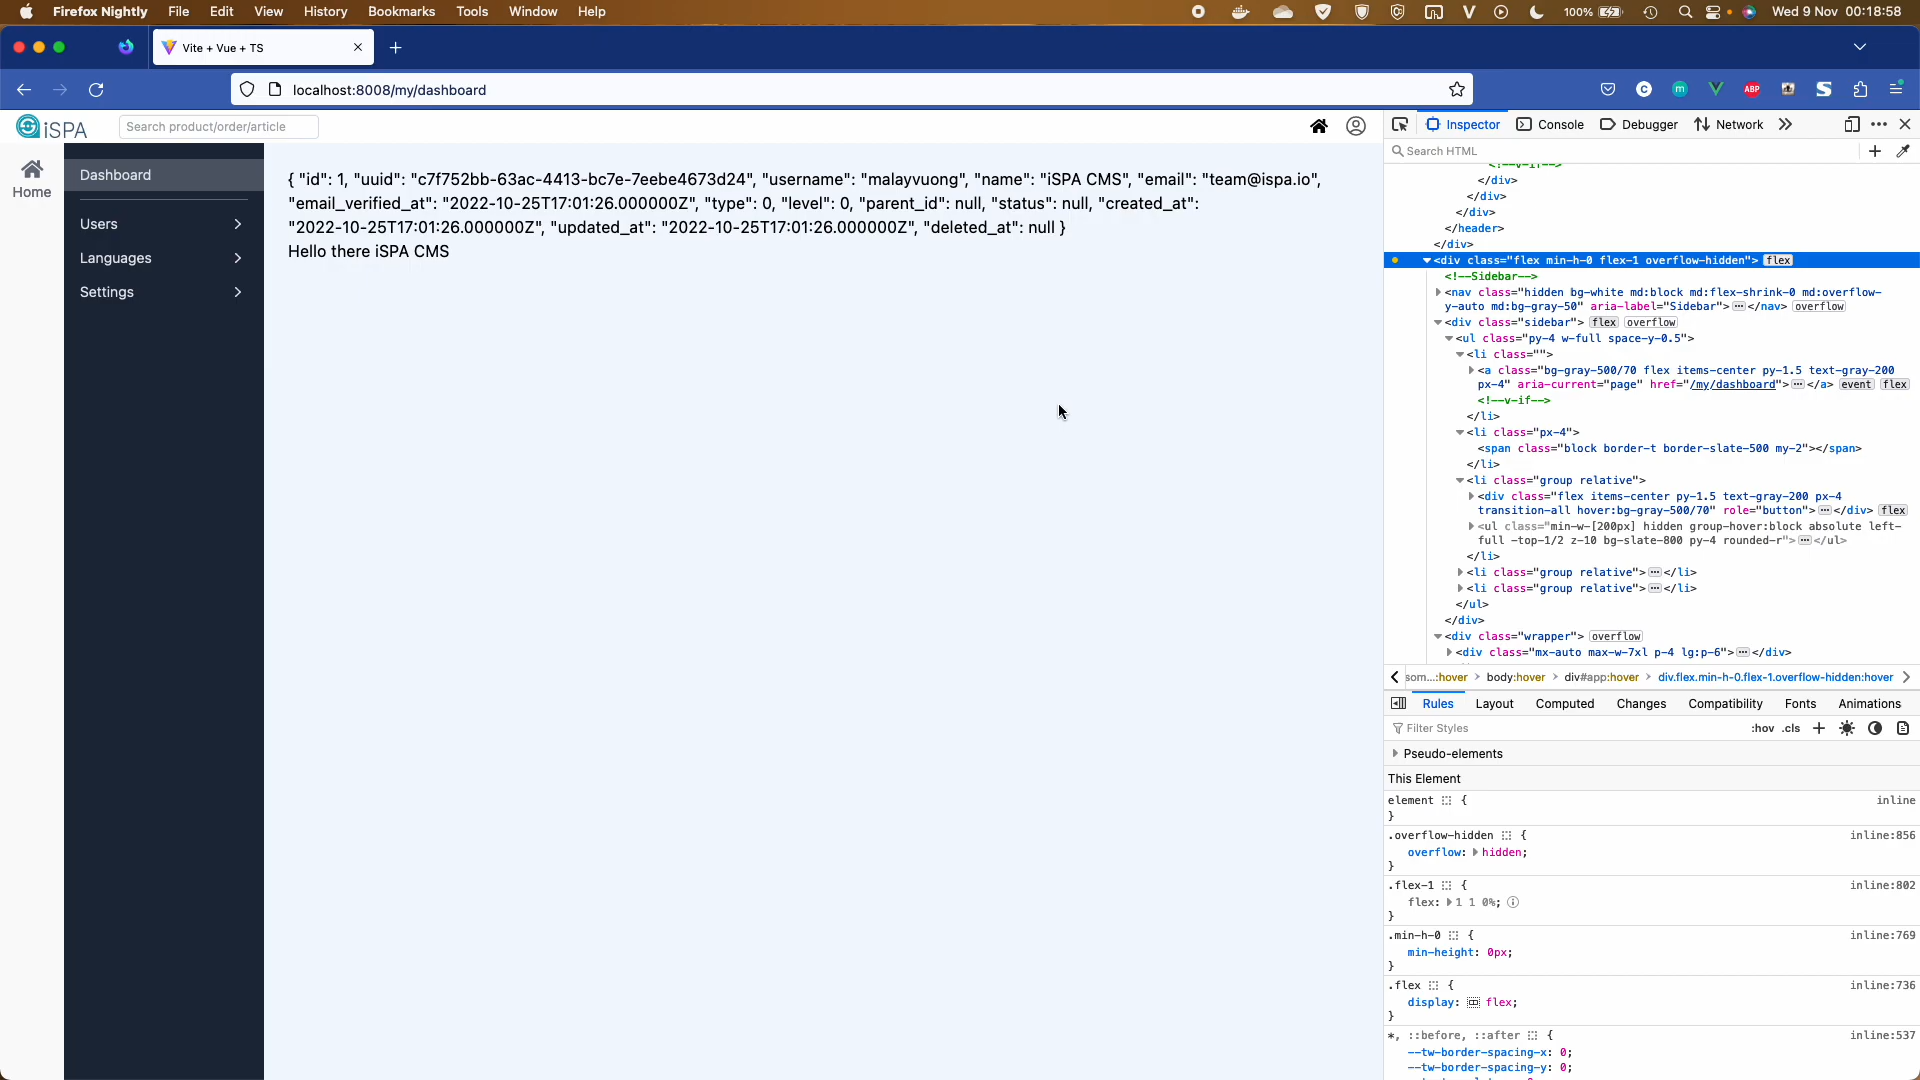 Firefox Nightly File Edit View History Bookmarks Tools Window Help 100% Wed 9 Nov 00:18:58
Vite + Vue + TS
localhost:8008/my/dashboard
iSPA Search product/order/article
Home
Dashboard
Users
Languages
Settings
{ "id": 1, "uuid": "c7f752bb-63ac-4413-bc7e-7eebe4673d24", "username": "malayvuong", "name": "iSPA CMS", "email": "team@ispa.io",
"email_verified_at": "2022-10-25T17:01:26.000000Z", "type": 0, "level": 0, "parent_id": null, "status": null, "created_at":
"2022-10-25T17:01:26.000000Z", "updated_at": "2022-10-25T17:01:26.000000Z", "deleted_at": null }
Hello there iSPA CMS
Inspector Console Debugger Network
Search HTML
<!--v-if-->
</div>
</div>
</div>
</header>
</div>
<div class="flex min-h-0 flex-1 overflow-hidden"> flex
<!--Sidebar-->
<nav class="hidden bg-white md:block md:flex-shrink-0 md:overflow-
y-auto md:bg-gray-50" aria-label="Sidebar"> </nav> overflow
<div class="sidebar"> flex overflow
<ul class="py-4 w-full space-y-0.5">
<li class="">
<a class="bg-gray-500/70 flex items-center py-1.5 text-gray-200
px-4" aria-current="page" href="/my/dashboard"> </a> event flex
<!--v-if-->
</li>
<li class="px-4">
<span class="block border-t border-slate-500 my-2"></span>
</li>
<li class="group relative">
<div class="flex items-center py-1.5 text-gray-200 px-4
transition-all hover:bg-gray-500/70" role="button"> </div> flex
<ul class="min-w-[200px] hidden group-hover:block absolute left-
full -top-1/2 z-10 bg-slate-800 py-4 rounded-r"> </ul>
</li>
<li class="group relative"> </li>
<li class="group relative"> </li>
</ul>
</div>
<div class="wrapper"> overflow
<div class="mx-auto max-w-7xl p-4 lg:p-6"> </div>
som...:hover > body:hover > div#app:hover > div.flex.min-h-0.flex-1.overflow-hidden:hover
Rules Layout Computed Changes Compatibility Fonts Animations
Filter Styles :hov .cls
Pseudo-elements
This Element
element { inline
}
.overflow-hidden { inline:856
overflow: hidden;
}
.flex-1 { inline:802
flex: 1 1 0%;
}
.min-h-0 { inline:769
min-height: 0px;
}
.flex { inline:736
display: flex;
}
*, ::before, ::after { inline:537
--tw-border-spacing-x: 0;
--tw-border-spacing-y: 0;